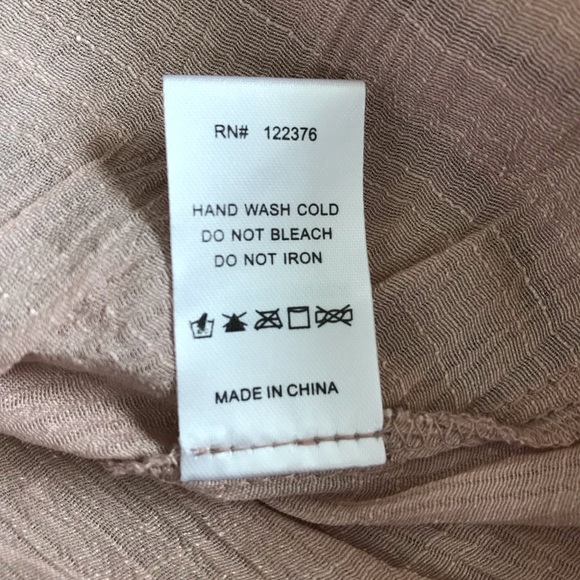 RN# 122376
HAND WASH COLD
DO NOT BLEACH
DO NOT IRON
MADE IN CHINA